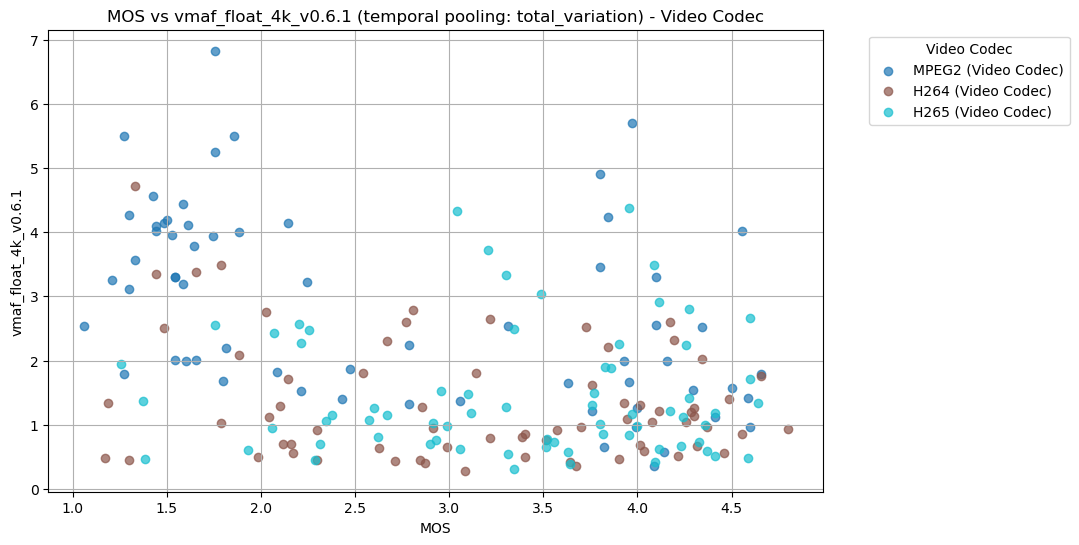 MOS vs vmaf_float_4k_v0.6.1 (temporal pooling: total_variation) - Video Codec
7
6
5
4
3
2
1
0
vmaf_float_4k_v0.6.1
1.0 1.5 2.0 2.5 3.0 3.5 4.0 4.5
MOS
Video Codec
MPEG2 (Video Codec)
H264 (Video Codec)
H265 (Video Codec)